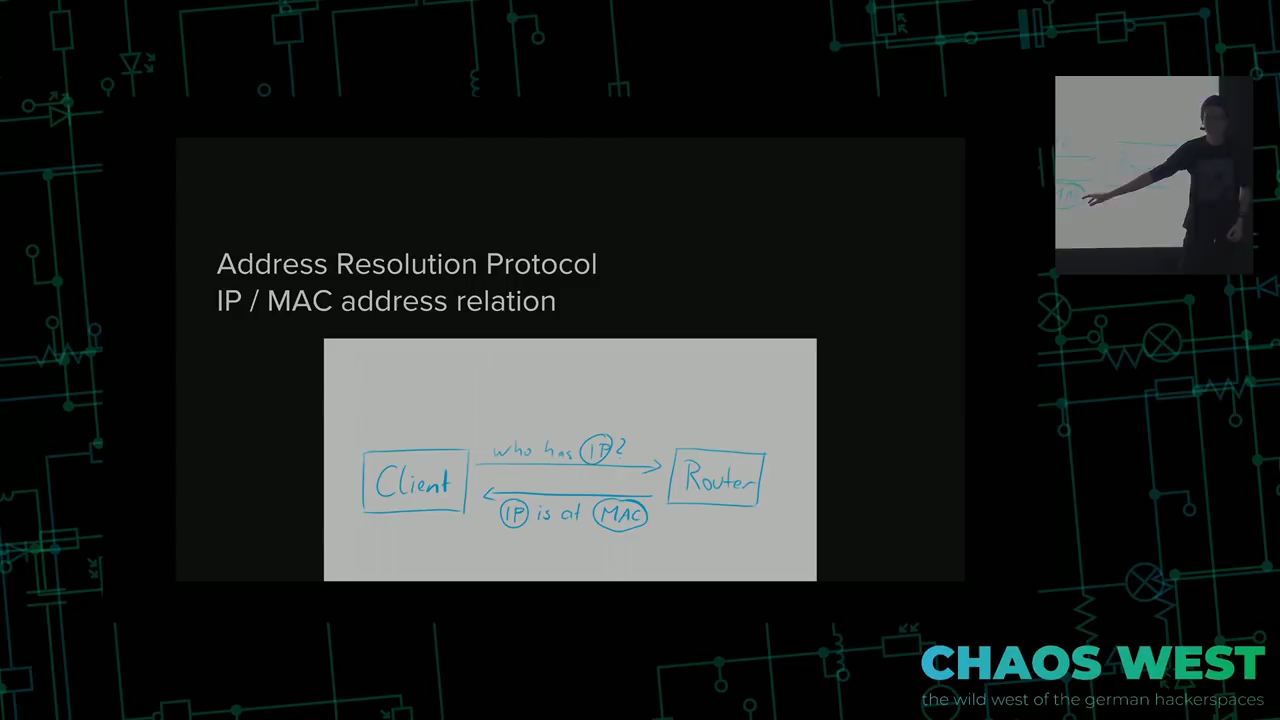 Address Resolution Protocol
IP / MAC address relation
who has IP?
Client
Router
IP is at MAC
CHAOS WEST
the wild west of the german hackerspaces